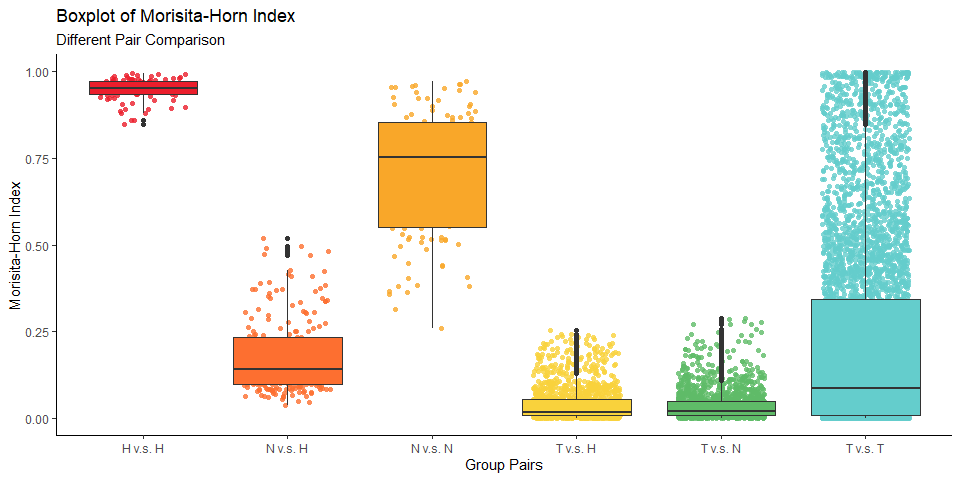 Boxplot of Morisita-Horn Index
Different Pair Comparison
Morisita-Horn Index
1.00
0.75
0.50
0.25
0.00
H v.s. H
N v.s. H
N v.s. N
T v.s. H
T v.s. N
T v.s. T
Group Pairs